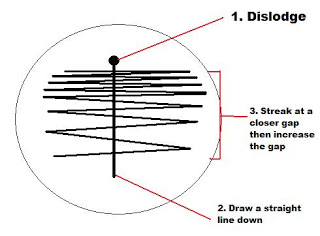 1. Dislodge
3. Streak at a
closer gap
then increase
the gap
2. Draw a straight
line down